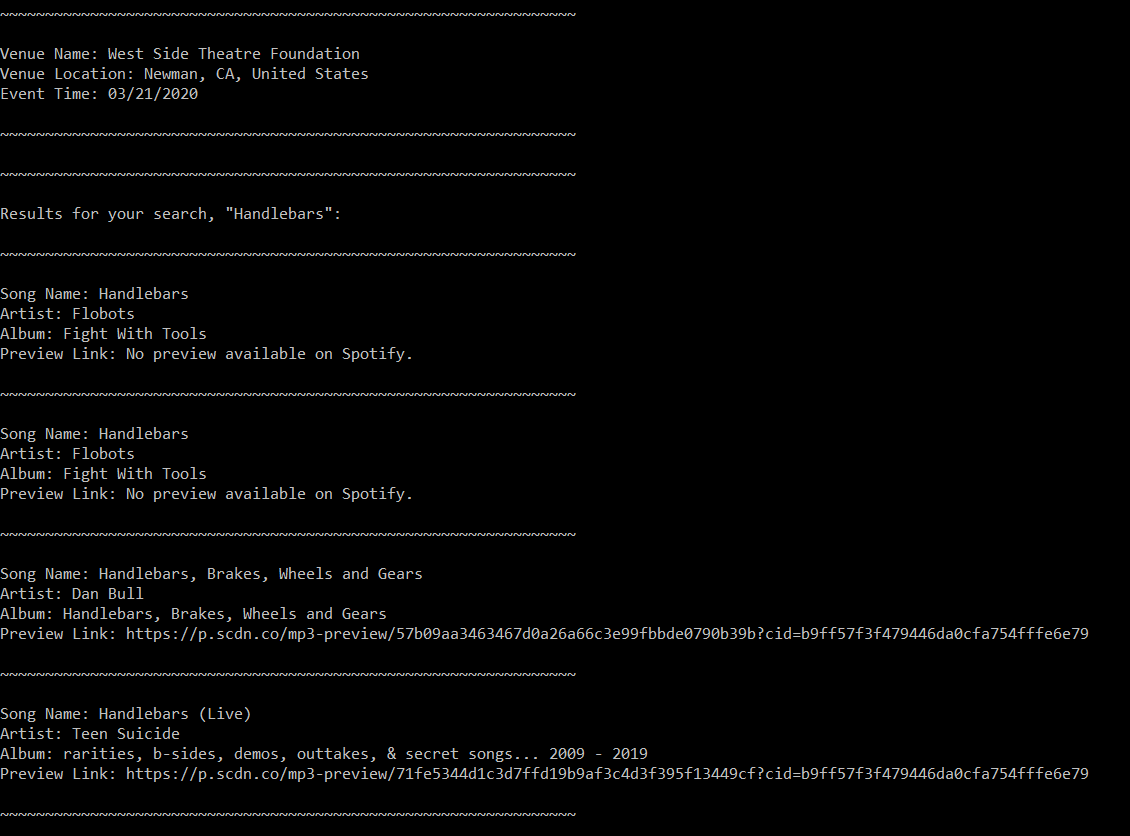 ~~~~~~~~~~~~~~~~~~~~~~~~~~~~~~~~~~~~~~~~~~~~~~~~~~~~~~~~~~~~~~~~
Venue Name: West Side Theatre Foundation
Venue Location: Newman, CA, United States
Event Time: 03/21/2020
~~~~~~~~~~~~~~~~~~~~~~~~~~~~~~~~~~~~~~~~~~~~~~~~~~~~~~~~~~~~~~~~
~~~~~~~~~~~~~~~~~~~~~~~~~~~~~~~~~~~~~~~~~~~~~~~~~~~~~~~~~~~~~~~~
Results for your search, "Handlebars":
~~~~~~~~~~~~~~~~~~~~~~~~~~~~~~~~~~~~~~~~~~~~~~~~~~~~~~~~~~~~~~~~
Song Name: Handlebars
Artist: Flobots
Album: Fight With Tools
Preview Link: No preview available on Spotify.
~~~~~~~~~~~~~~~~~~~~~~~~~~~~~~~~~~~~~~~~~~~~~~~~~~~~~~~~~~~~~~~~
Song Name: Handlebars
Artist: Flobots
Album: Fight With Tools
Preview Link: No preview available on Spotify.
~~~~~~~~~~~~~~~~~~~~~~~~~~~~~~~~~~~~~~~~~~~~~~~~~~~~~~~~~~~~~~~~
Song Name: Handlebars, Brakes, Wheels and Gears
Artist: Dan Bull
Album: Handlebars, Brakes, Wheels and Gears
Preview Link: https://p.scdn.co/mp3-preview/57b09aa3463467d0a26a66c3e99fbbde0790b39b?cid=b9ff57f3f479446da0cfa754fffe6e79
~~~~~~~~~~~~~~~~~~~~~~~~~~~~~~~~~~~~~~~~~~~~~~~~~~~~~~~~~~~~~~~~
Song Name: Handlebars (Live)
Artist: Teen Suicide
Album: rarities, b-sides, demos, outtakes, & secret songs... 2009 - 2019
Preview Link: https://p.scdn.co/mp3-preview/71fe5344d1c3d7ffd19b9af3c4d3f395f13449cf?cid=b9ff57f3f479446da0cfa754fffe6e79
~~~~~~~~~~~~~~~~~~~~~~~~~~~~~~~~~~~~~~~~~~~~~~~~~~~~~~~~~~~~~~~~